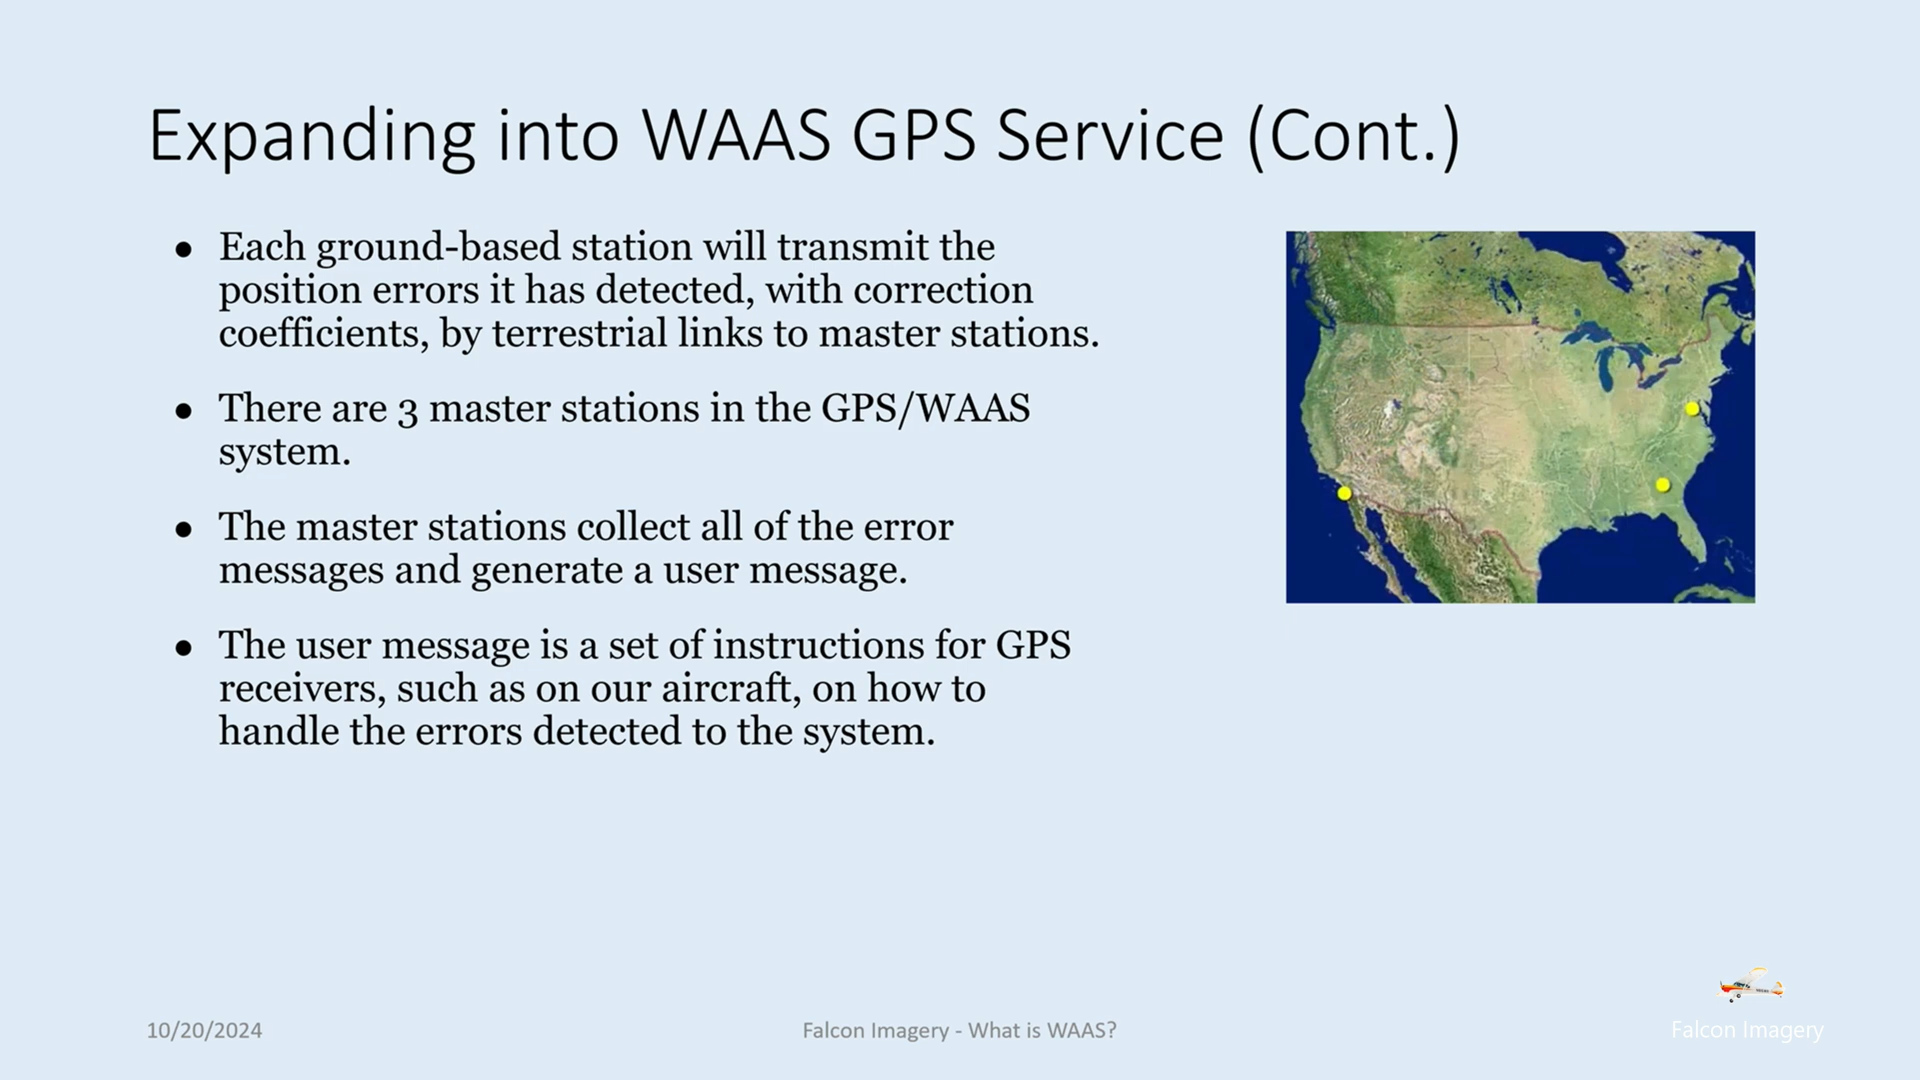 Expanding into WAAS GPS Service (Cont.)
● Each ground-based station will transmit the
position errors it has detected, with correction
coefficients, by terrestrial links to master stations.
● There are 3 master stations in the GPS/WAAS
system.
● The master stations collect all of the error
messages and generate a user message.
● The user message is a set of instructions for GPS
receivers, such as on our aircraft, on how to
handle the errors detected to the system.
10/20/2024
Falcon Imagery - What is WAAS?
Falcon Imagery